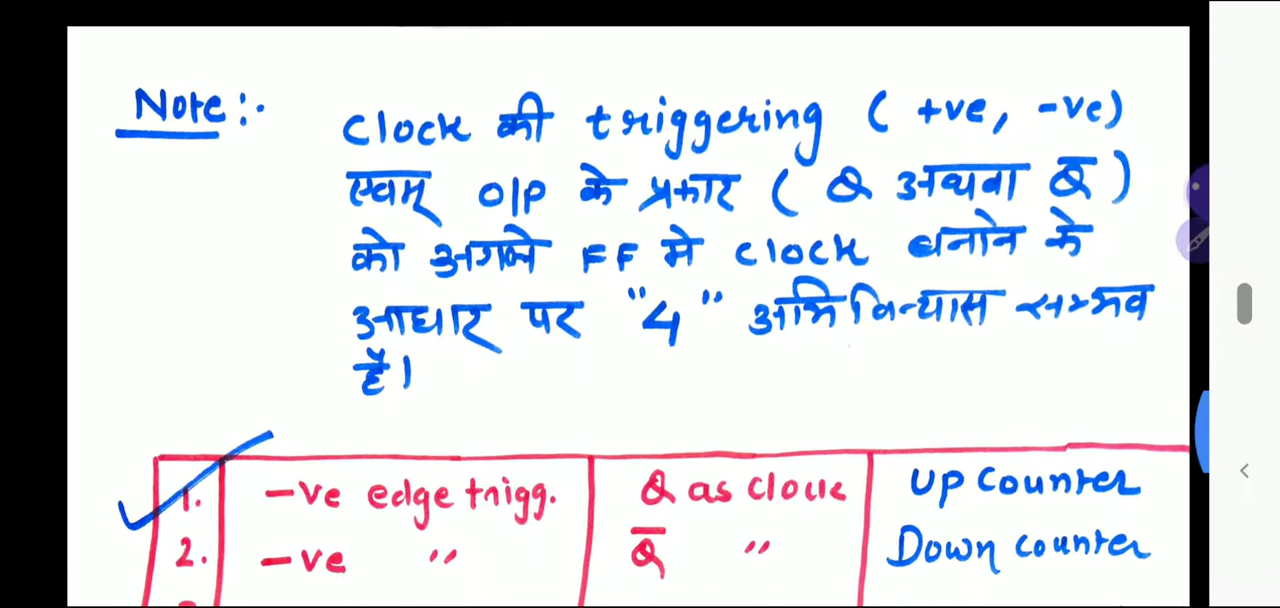 Note:-
Clock की triggering ( +ve, -ve)
एवम् O/P के प्रकार ( Q अथवा Q̅ )
को अगले FF मे clock बनाने के
आधार पर "4" अभिविन्यास सम्भव
है।
1. -ve edge trigg. Q as clock Up Counter
2. -ve " Q̅ " Down counter